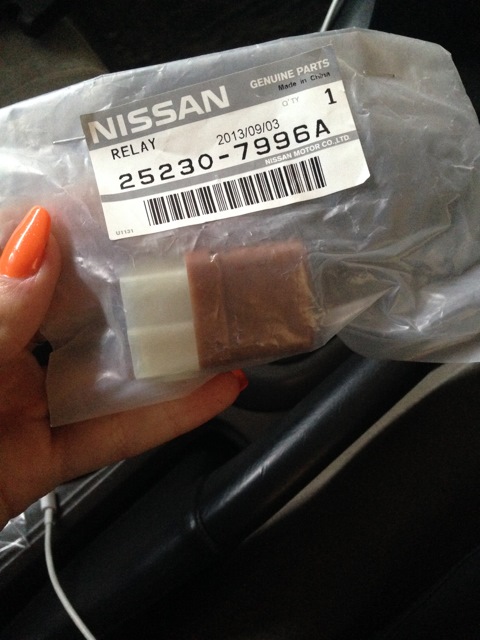 NISSAN
GENUINE PARTS
Made in China
Q'TY 1
RELAY
2013/09/03
25230-7996A
NISSAN MOTOR CO.,LTD
U1131